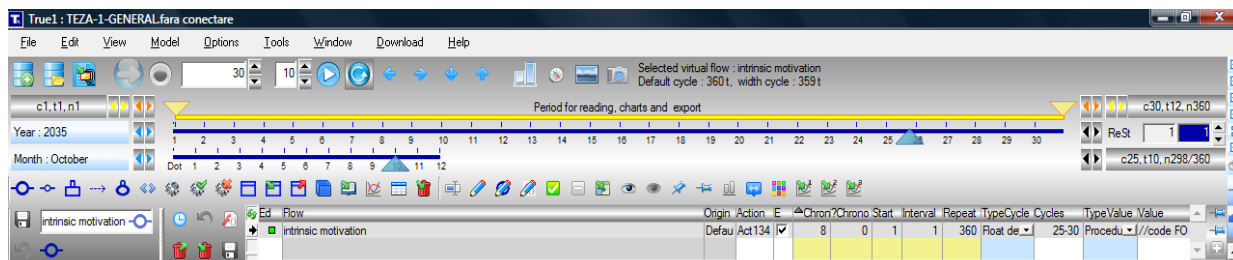 True1 : TEZA-1-GENERAL.fara conectare
File Edit View Model Options Tools Window Download Help
30 10 Selected virtual flow : intrinsic motivation
Default cycle : 360 t, width cycle : 359 t
c1, t1, n1 Period for reading, charts and export c30, t12, n360
Year : 2035 1 2 3 4 5 6 7 8 9 10 11 12 13 14 15 16 17 18 19 20 21 22 23 24 25 27 28 29 30 ReSt 1 1
Month : October Dot 1 2 3 4 5 6 7 8 9 10 11 12 c25, t10, n298/360
intrinsic motivation Ed Flow Origin Action E Chron?Chrono Start Interval Repeat TypeCycle Cycles TypeValue Value
intrinsic motivation Defau Act134 8 0 1 1 360 Float de 25-30 Procedu //code FO